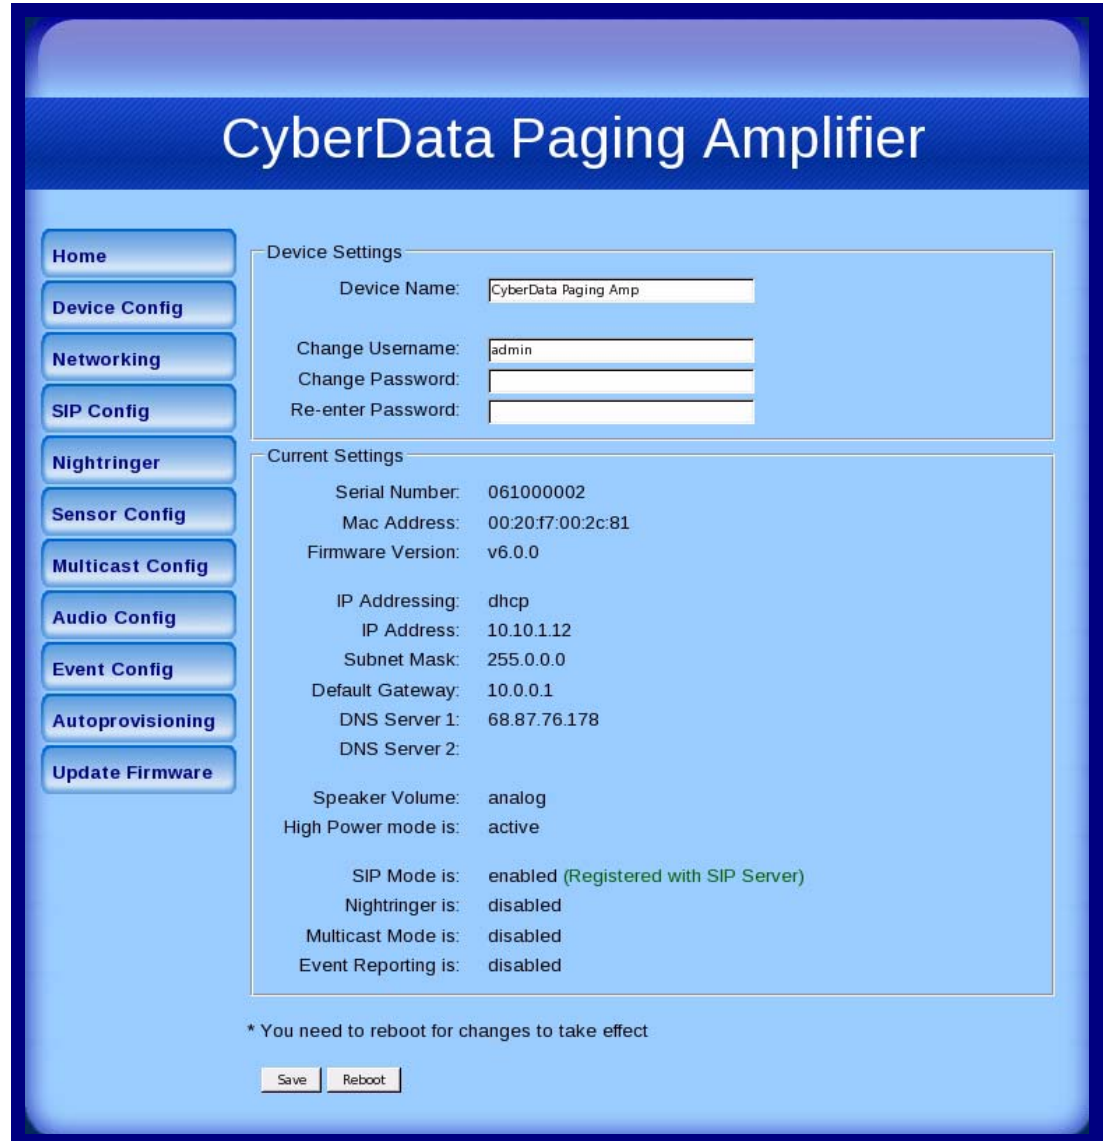 CyberData Paging Amplifier
Home
Device Config
Networking
SIP Config
Nightringer
Sensor Config
Multicast Config
Audio Config
Event Config
Autoprovisioning
Update Firmware
Device Settings
Device Name: CyberData Paging Amp
Change Username: admin
Change Password:
Re-enter Password:
Current Settings
Serial Number: 061000002
Mac Address: 00:20:f7:00:2c:81
Firmware Version: v6.0.0
IP Addressing: dhcp
IP Address: 10.10.1.12
Subnet Mask: 255.0.0.0
Default Gateway: 10.0.0.1
DNS Server 1: 68.87.76.178
DNS Server 2:
Speaker Volume: analog
High Power mode is: active
SIP Mode is: enabled (Registered with SIP Server)
Nightringer is: disabled
Multicast Mode is: disabled
Event Reporting is: disabled
* You need to reboot for changes to take effect
Save Reboot